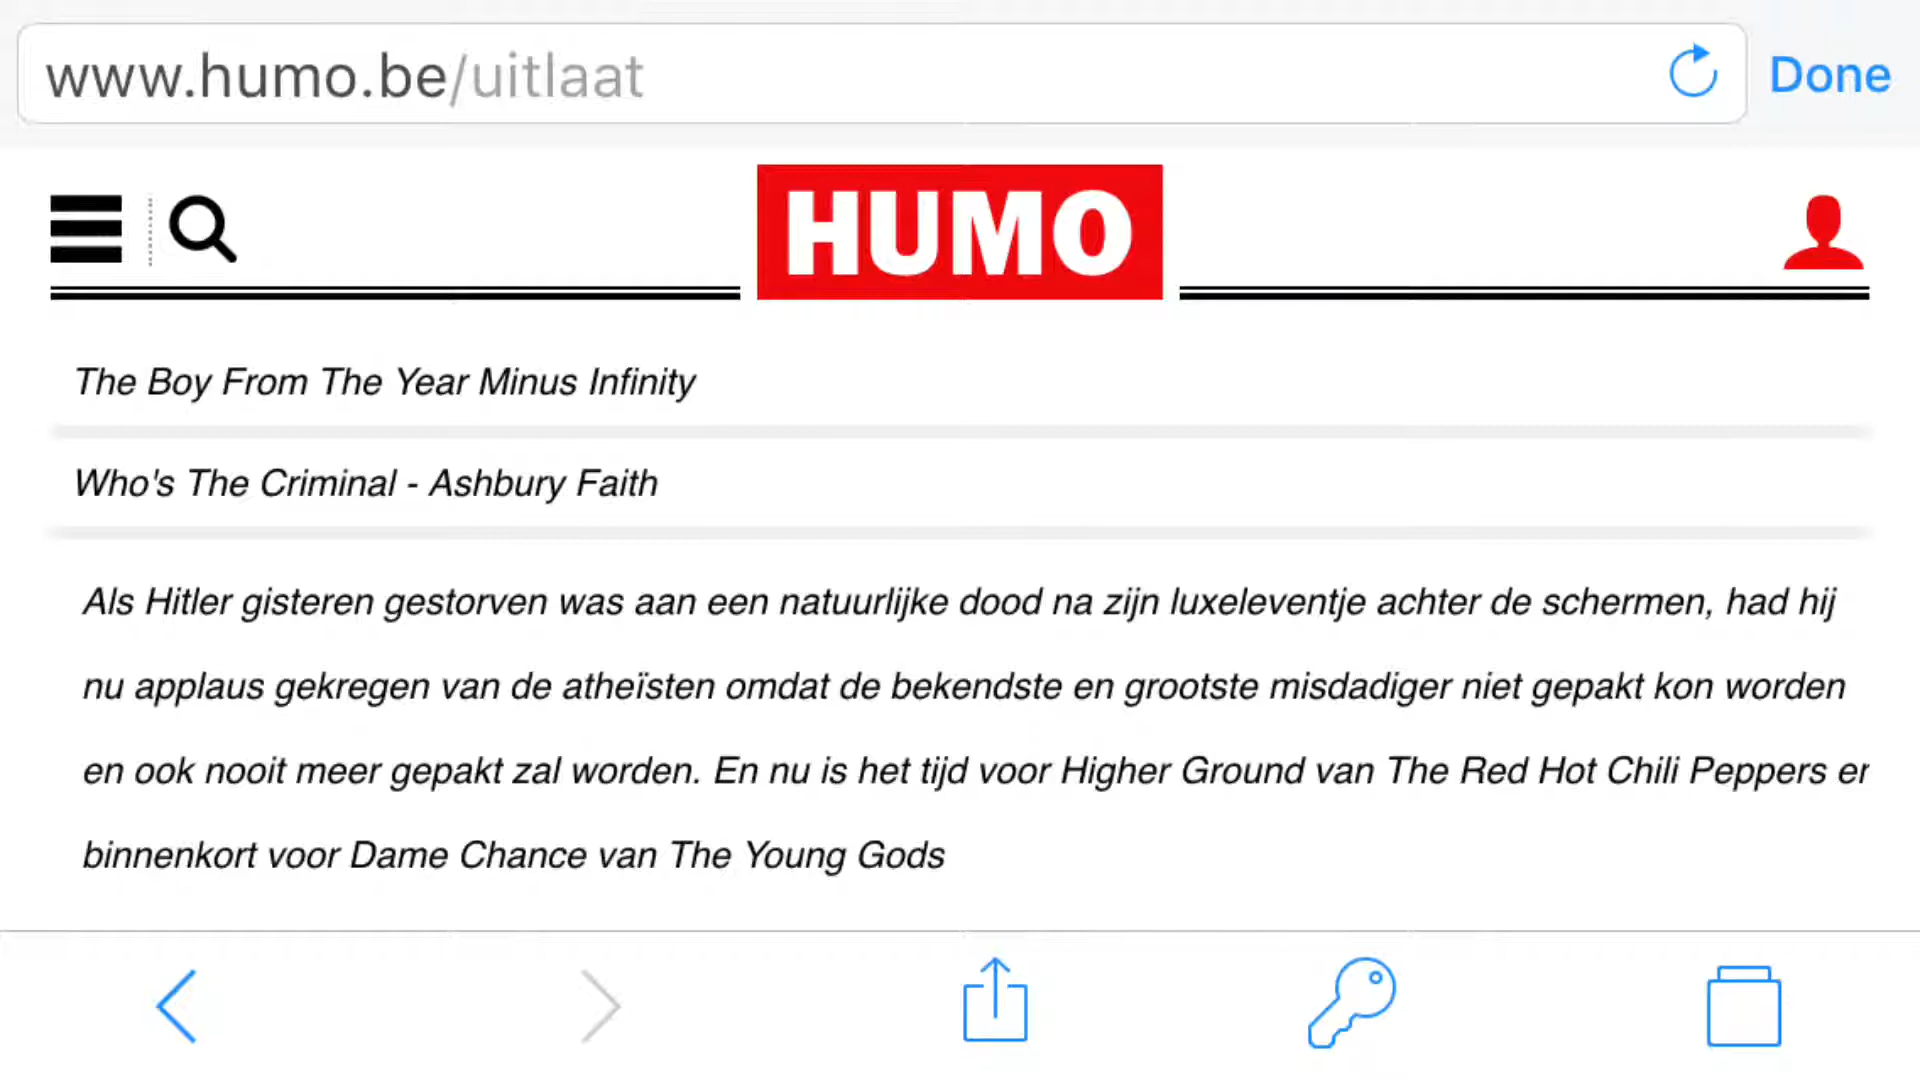 www.humo.be/uitlaat
Done
HUMO
The Boy From The Year Minus Infinity
Who's The Criminal - Ashbury Faith
Als Hitler gisteren gestorven was aan een natuurlijke dood na zijn luxeleventje achter de schermen, had hij
nu applaus gekregen van de atheïsten omdat de bekendste en grootste misdadiger niet gepakt kon worden
en ook nooit meer gepakt zal worden. En nu is het tijd voor Higher Ground van The Red Hot Chili Peppers er
binnenkort voor Dame Chance van The Young Gods